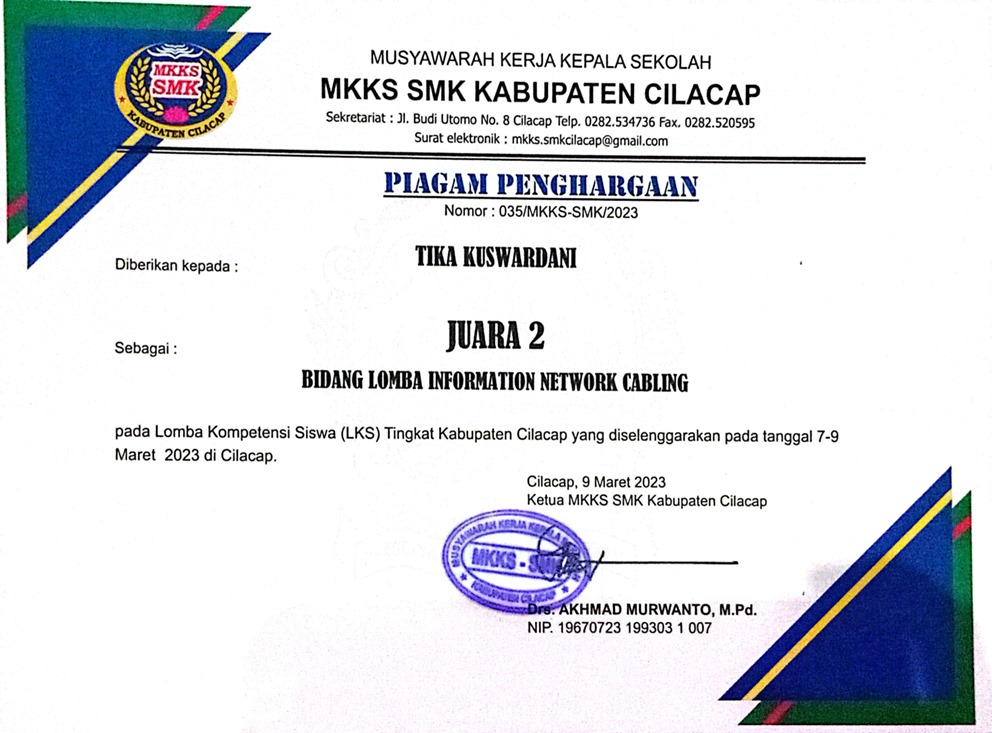 MKKS
SMK
KABUPATEN CILACAP
MUSYAWARAH KERJA KEPALA SEKOLAH
MKKS SMK KABUPATEN CILACAP
Sekretariat : Jl. Budi Utomo No. 8 Cilacap Telp. 0282.534736 Fax. 0282.520595
Surat elektronik : mkks.smkcilacap@gmail.com
PIAGAM PENGHARGAAN
Nomor : 035/MKKS-SMK/2023
Diberikan kepada :
TIKA KUSWARDANI
Sebagai :
JUARA 2
BIDANG LOMBA INFORMATION NETWORK CABLING
pada Lomba Kompetensi Siswa (LKS) Tingkat Kabupaten Cilacap yang diselenggarakan pada tanggal 7-9
Maret 2023 di Cilacap.
Cilacap, 9 Maret 2023
Ketua MKKS SMK Kabupaten Cilacap
MUSYAWARAH KERJA KEPALA
MKKS - SMK
KABUPATEN CILACAP
Drs. AKHMAD MURWANTO, M.Pd.
NIP. 19670723 199303 1 007